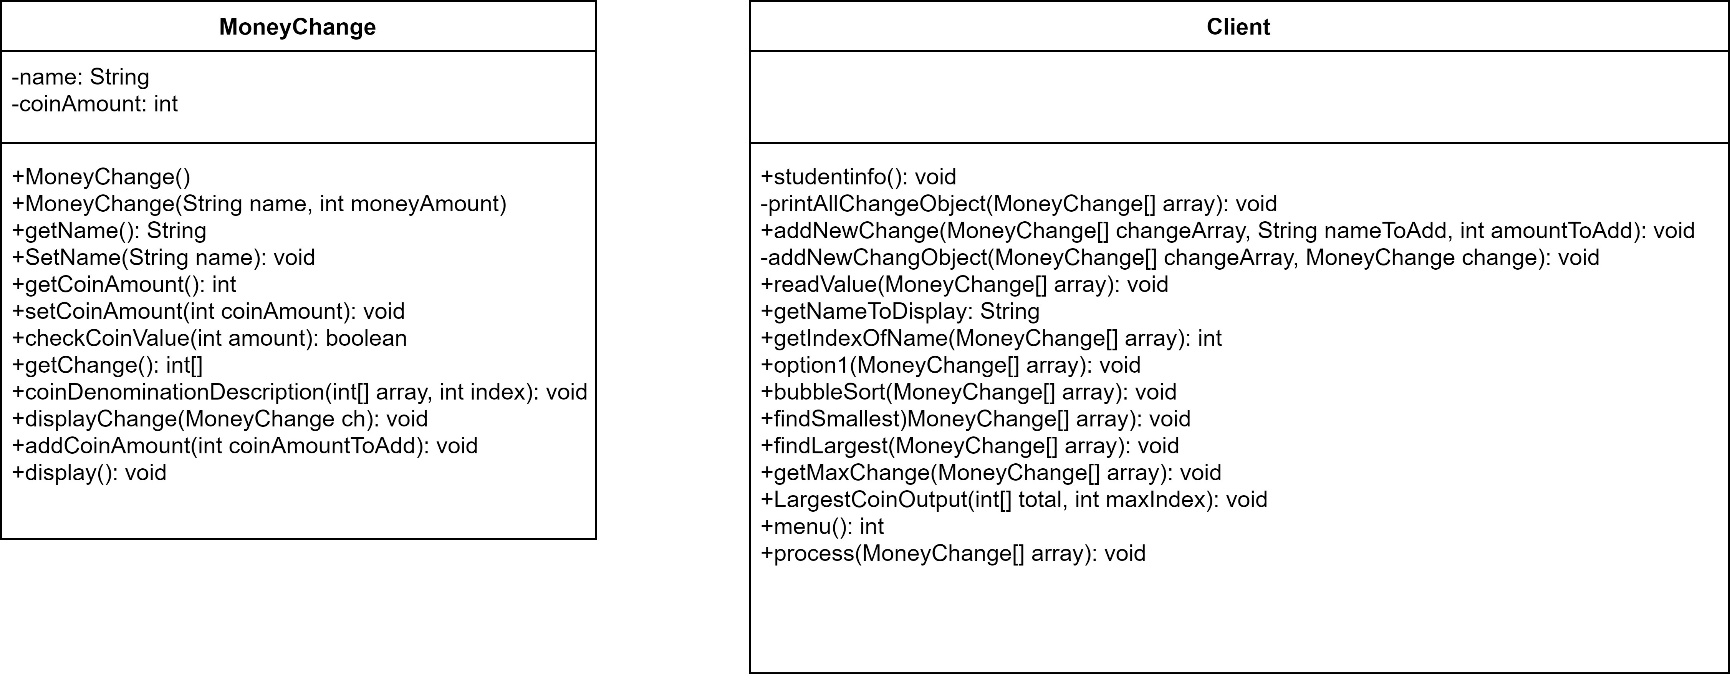 MoneyChange
-name: String
-coinAmount: int
+MoneyChange()
+MoneyChange(String name, int moneyAmount)
+getName(): String
+SetName(String name): void
+getCoinAmount(): int
+setCoinAmount(int coinAmount): void
+checkCoinValue(int amount): boolean
+getChange(): int[]
+coinDenominationDescription(int[] array, int index): void
+displayChange(MoneyChange ch): void
+addCoinAmount(int coinAmountToAdd): void
+display(): void
Client
+studentinfo(): void
-printAllChangeObject(MoneyChange[] array): void
+addNewChange(MoneyChange[] changeArray, String nameToAdd, int amountToAdd): void
-addNewChangObject(MoneyChange[] changeArray, MoneyChange change): void
+readValue(MoneyChange[] array): void
+getNameToDisplay: String
+getIndexOfName(MoneyChange[] array): int
+option1(MoneyChange[] array): void
+bubbleSort(MoneyChange[] array): void
+findSmallest)MoneyChange[] array): void
+findLargest(MoneyChange[] array): void
+getMaxChange(MoneyChange[] array): void
+LargestCoinOutput(int[] total, int maxIndex): void
+menu(): int
+process(MoneyChange[] array): void